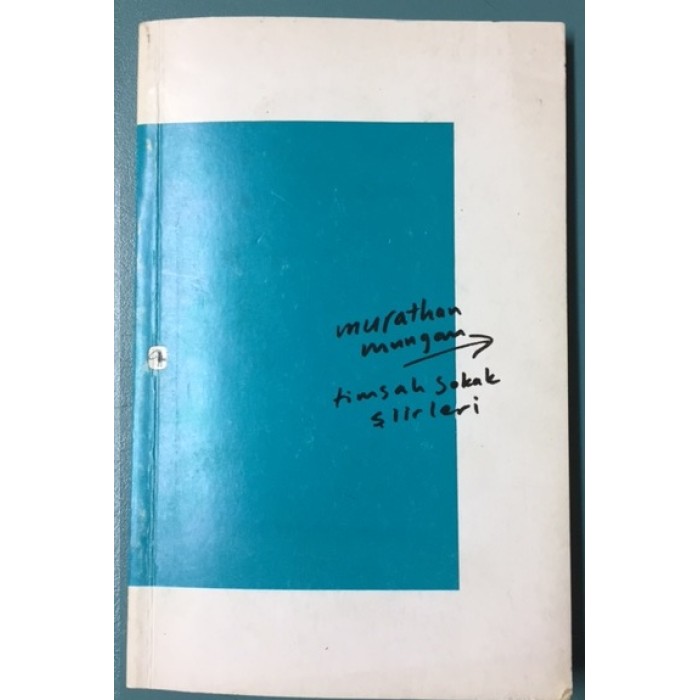 murathan
mungan
timsah sokak
şiirleri